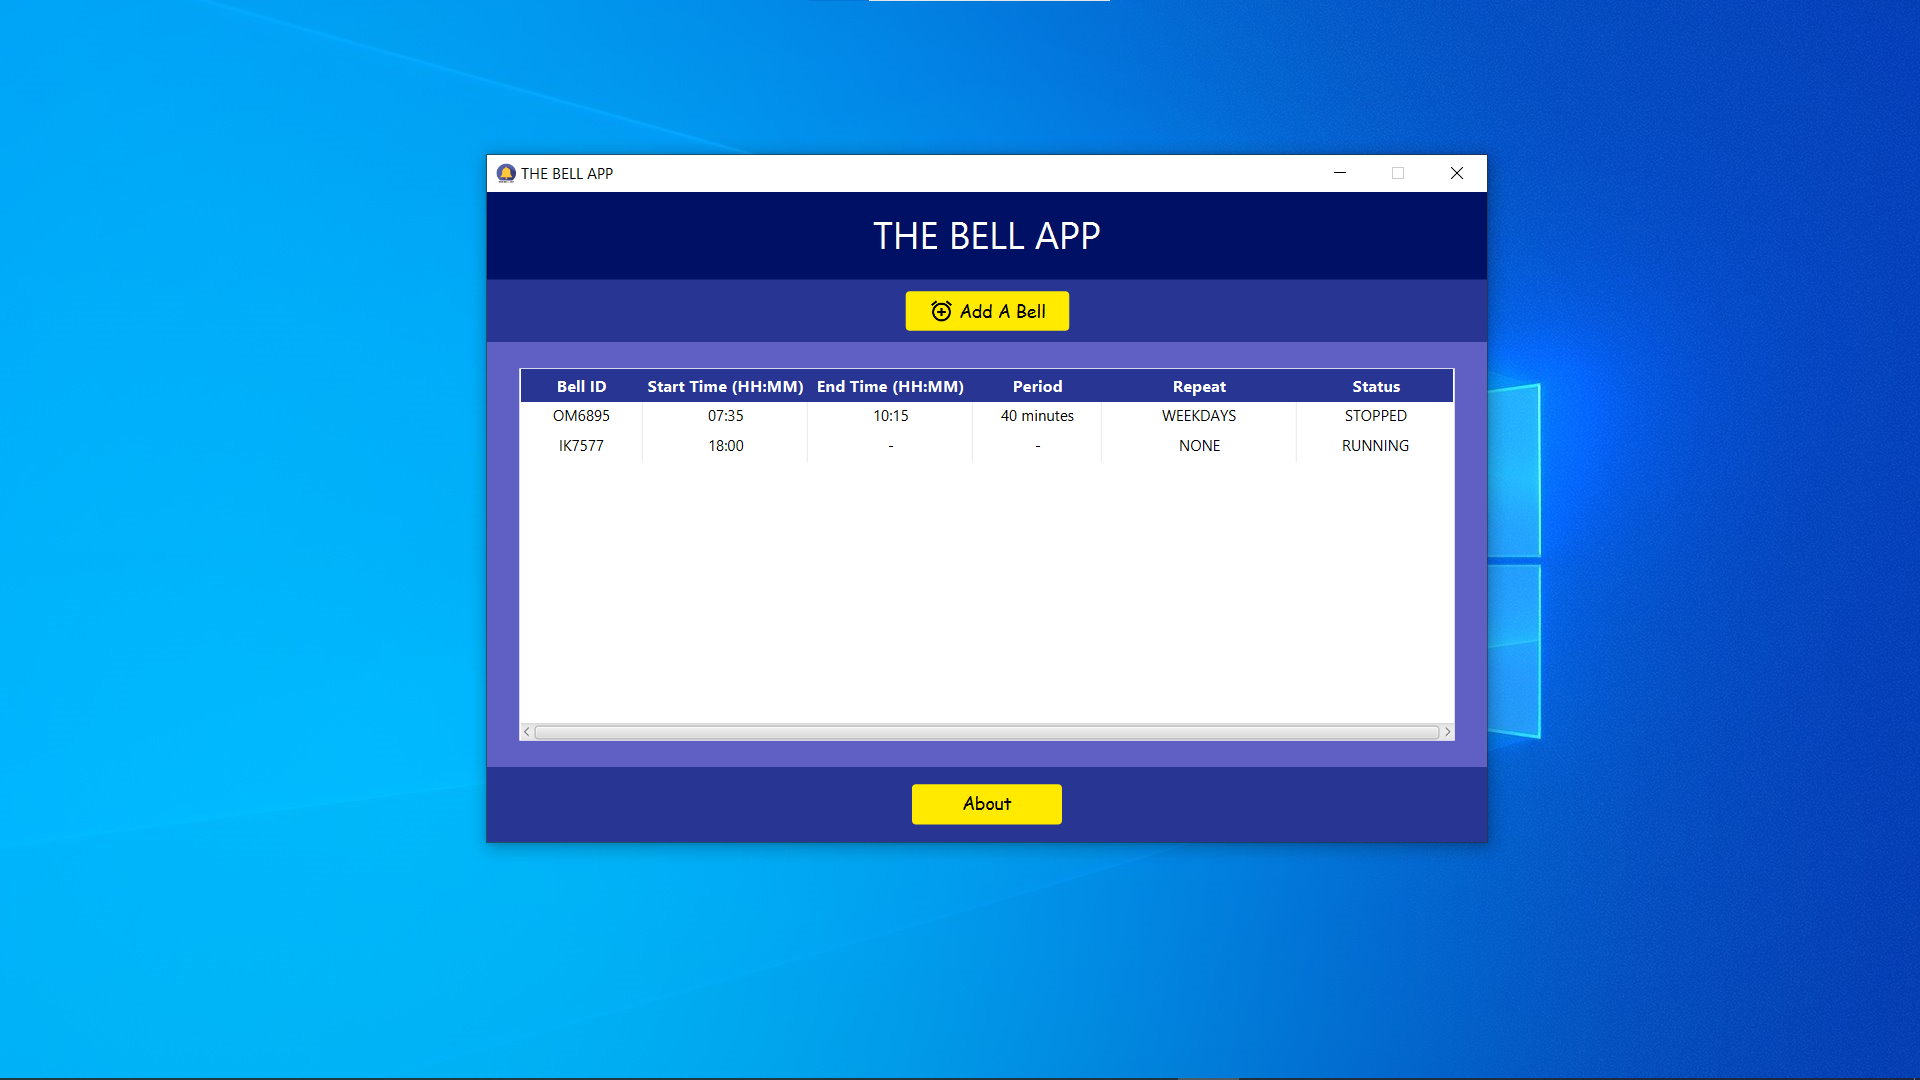 THE BELL APP
THE BELL APP
Add A Bell
Bell ID Start Time (HH:MM) End Time (HH:MM) Period Repeat Status
OM6895 07:35 10:15 40 minutes WEEKDAYS STOPPED
IK7577 18:00 - - NONE RUNNING
About